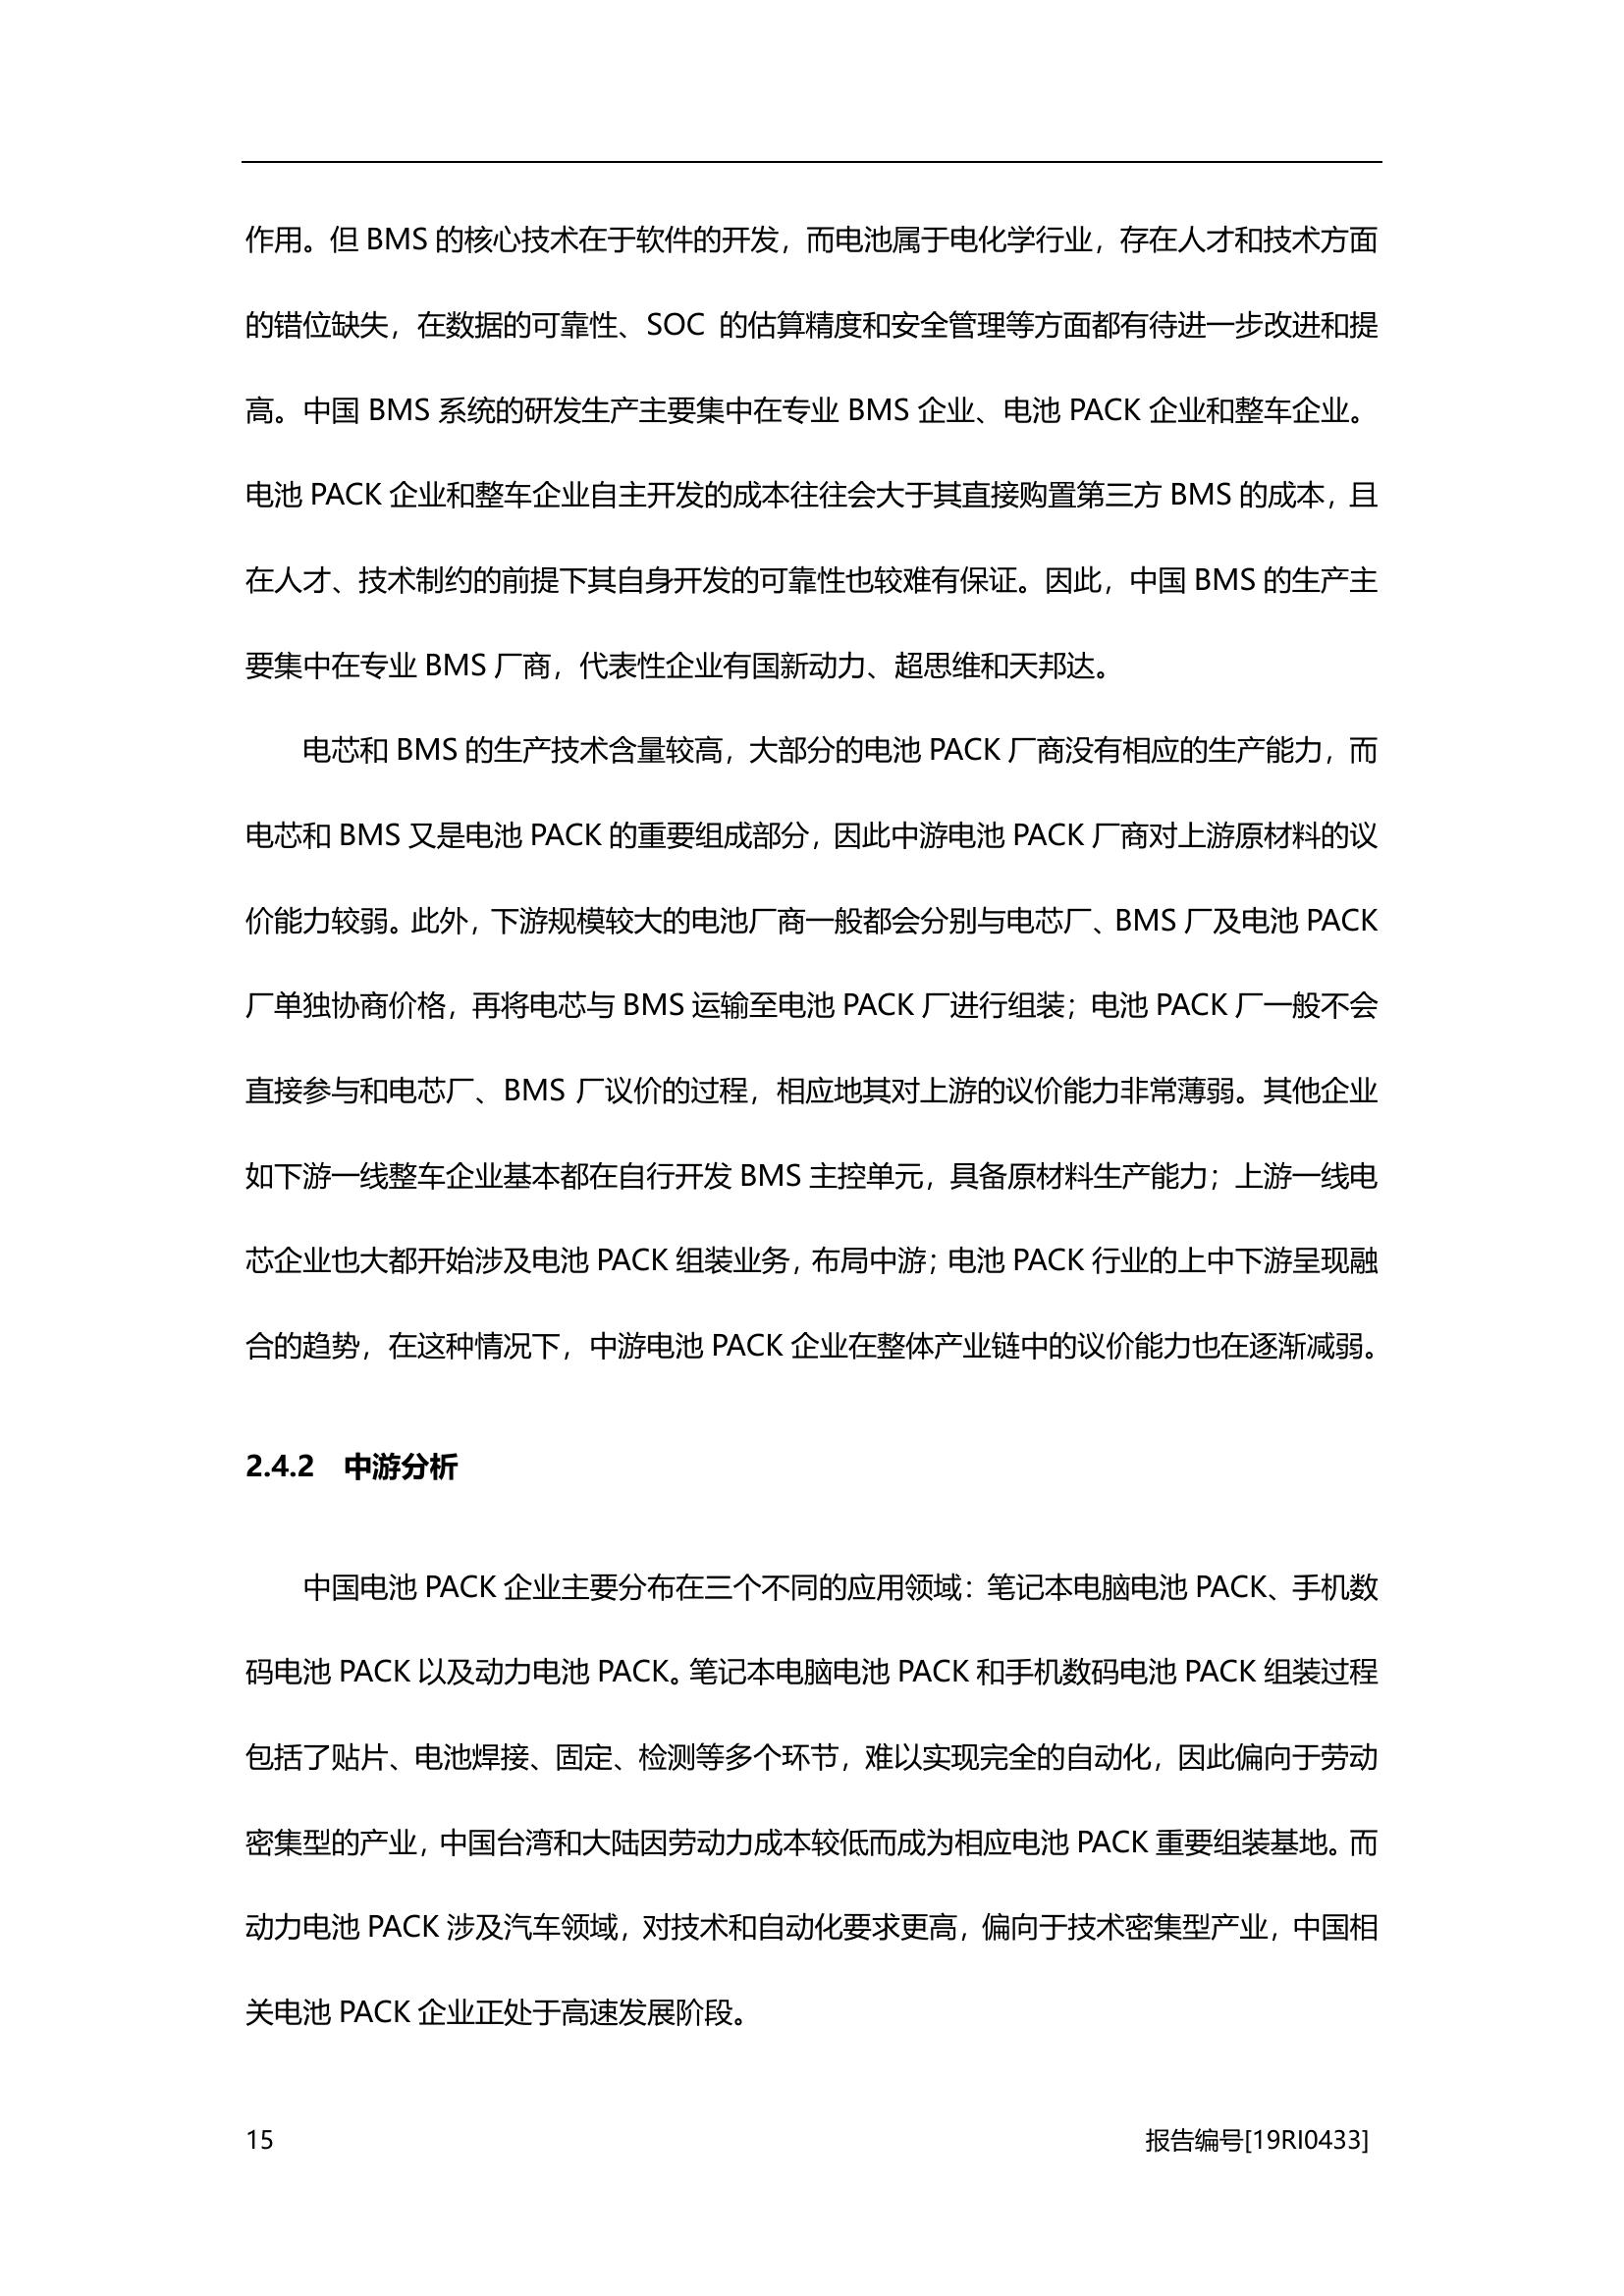 作用。但 BMS 的核心技术在于软件的开发，而电池属于电化学行业，存在人才和技术方面
的错位缺失，在数据的可靠性、SOC 的估算精度和安全管理等方面都有待进一步改进和提
高。中国 BMS 系统的研发生产主要集中在专业 BMS 企业、电池 PACK 企业和整车企业。
电池 PACK 企业和整车企业自主开发的成本往往会大于其直接购置第三方 BMS 的成本，且
在人才、技术制约的前提下其自身开发的可靠性也较难有保证。因此，中国 BMS 的生产主
要集中在专业 BMS 厂商，代表性企业有国新动力、超思维和天邦达。
电芯和 BMS 的生产技术含量较高，大部分的电池 PACK 厂商没有相应的生产能力，而
电芯和 BMS 又是电池 PACK 的重要组成部分，因此中游电池 PACK 厂商对上游原材料的议
价能力较弱。此外，下游规模较大的电池厂商一般都会分别与电芯厂、BMS 厂及电池 PACK
厂单独协商价格，再将电芯与 BMS 运输至电池 PACK 厂进行组装；电池 PACK 厂一般不会
直接参与和电芯厂、BMS 厂议价的过程，相应地其对上游的议价能力非常薄弱。其他企业
如下游一线整车企业基本都在自行开发 BMS 主控单元，具备原材料生产能力；上游一线电
芯企业也大都开始涉及电池 PACK 组装业务，布局中游；电池 PACK 行业的上中下游呈现融
合的趋势，在这种情况下，中游电池 PACK 企业在整体产业链中的议价能力也在逐渐减弱。
2.4.2 中游分析
中国电池 PACK 企业主要分布在三个不同的应用领域：笔记本电脑电池 PACK、手机数
码电池 PACK 以及动力电池 PACK。笔记本电脑电池 PACK 和手机数码电池 PACK 组装过程
包括了贴片、电池焊接、固定、检测等多个环节，难以实现完全的自动化，因此偏向于劳动
密集型的产业，中国台湾和大陆因劳动力成本较低而成为相应电池 PACK 重要组装基地。而
动力电池 PACK 涉及汽车领域，对技术和自动化要求更高，偏向于技术密集型产业，中国相
关电池 PACK 企业正处于高速发展阶段。
15 报告编号[19RI0433]